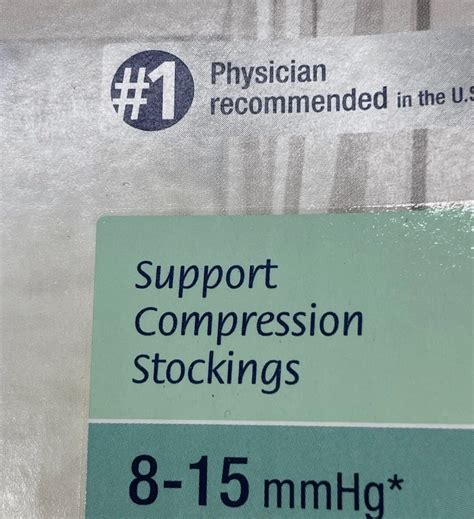 #1 Physician
recommended in the U.S
Support
Compression
Stockings
8-15 mmHg*